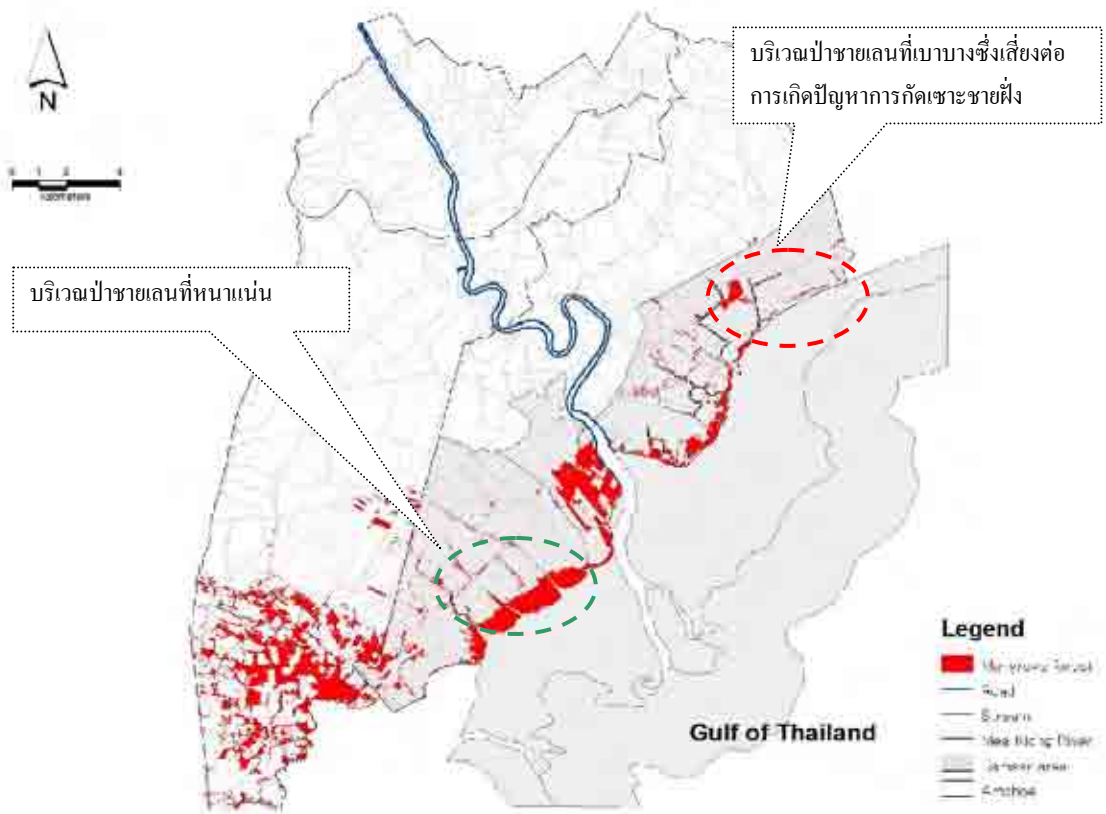 N
บริเวณป่าชายเลนที่เบาบางซึ่งเสี่ยงต่อ
การเกิดปัญหาการกัดเซาะชายฝั่ง
บริเวณป่าชายเลนที่หนาแน่น
Legend
Road
Stream
River
Gulf of Thailand
area
Amphoe